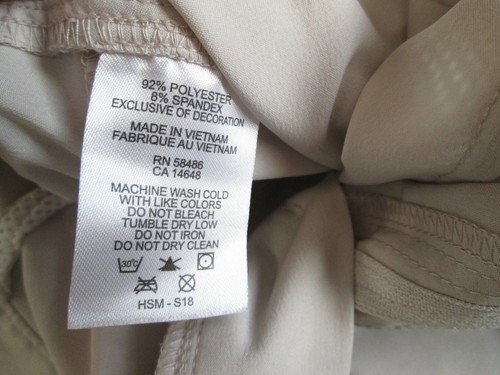 92% POLYESTER
8% SPANDEX
EXCLUSIVE OF DECORATION
MADE IN VIETNAM
FABRIQUE AU VIETNAM
RN 58486
CA 14648
MACHINE WASH COLD
WITH LIKE COLORS
DO NOT BLEACH
TUMBLE DRY LOW
DO NOT IRON
DO NOT DRY CLEAN
30°C
HSM - S18